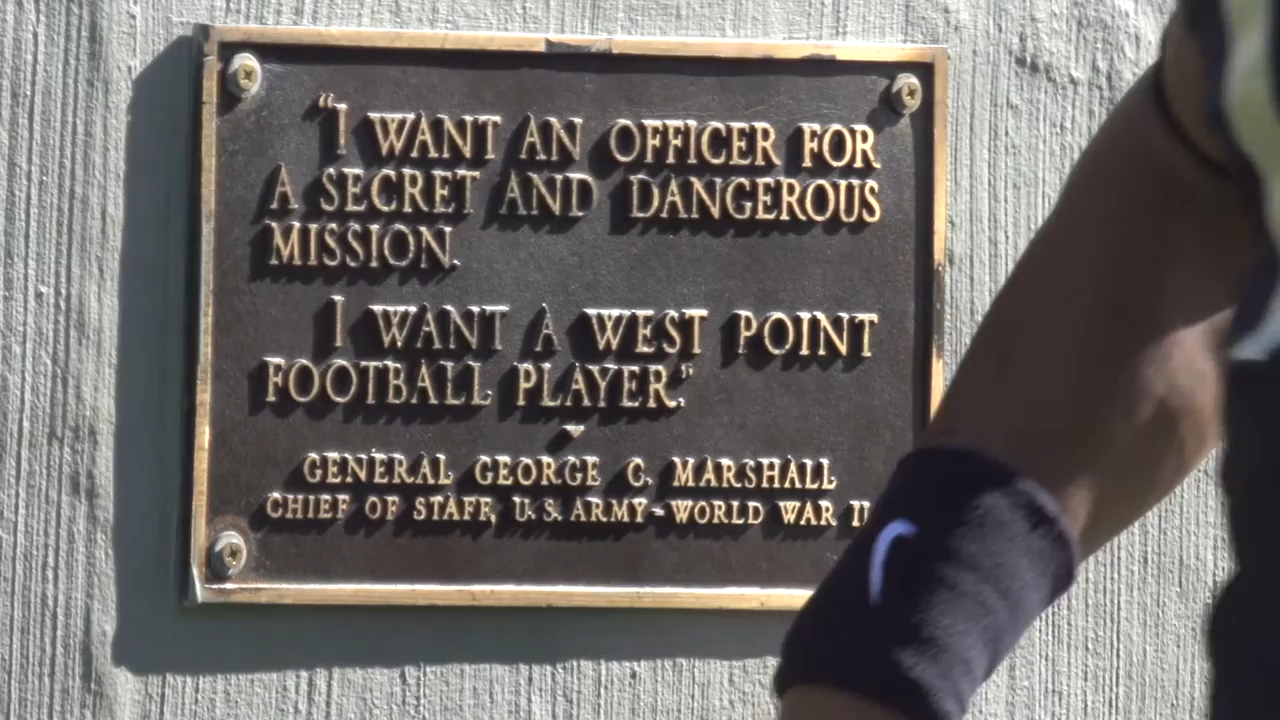 “I WANT AN OFFICER FOR
A SECRET AND DANGEROUS
MISSION.
I WANT A WEST POINT
FOOTBALL PLAYER.”
GENERAL GEORGE C. MARSHALL
CHIEF OF STAFF, U.S. ARMY-WORLD WAR II